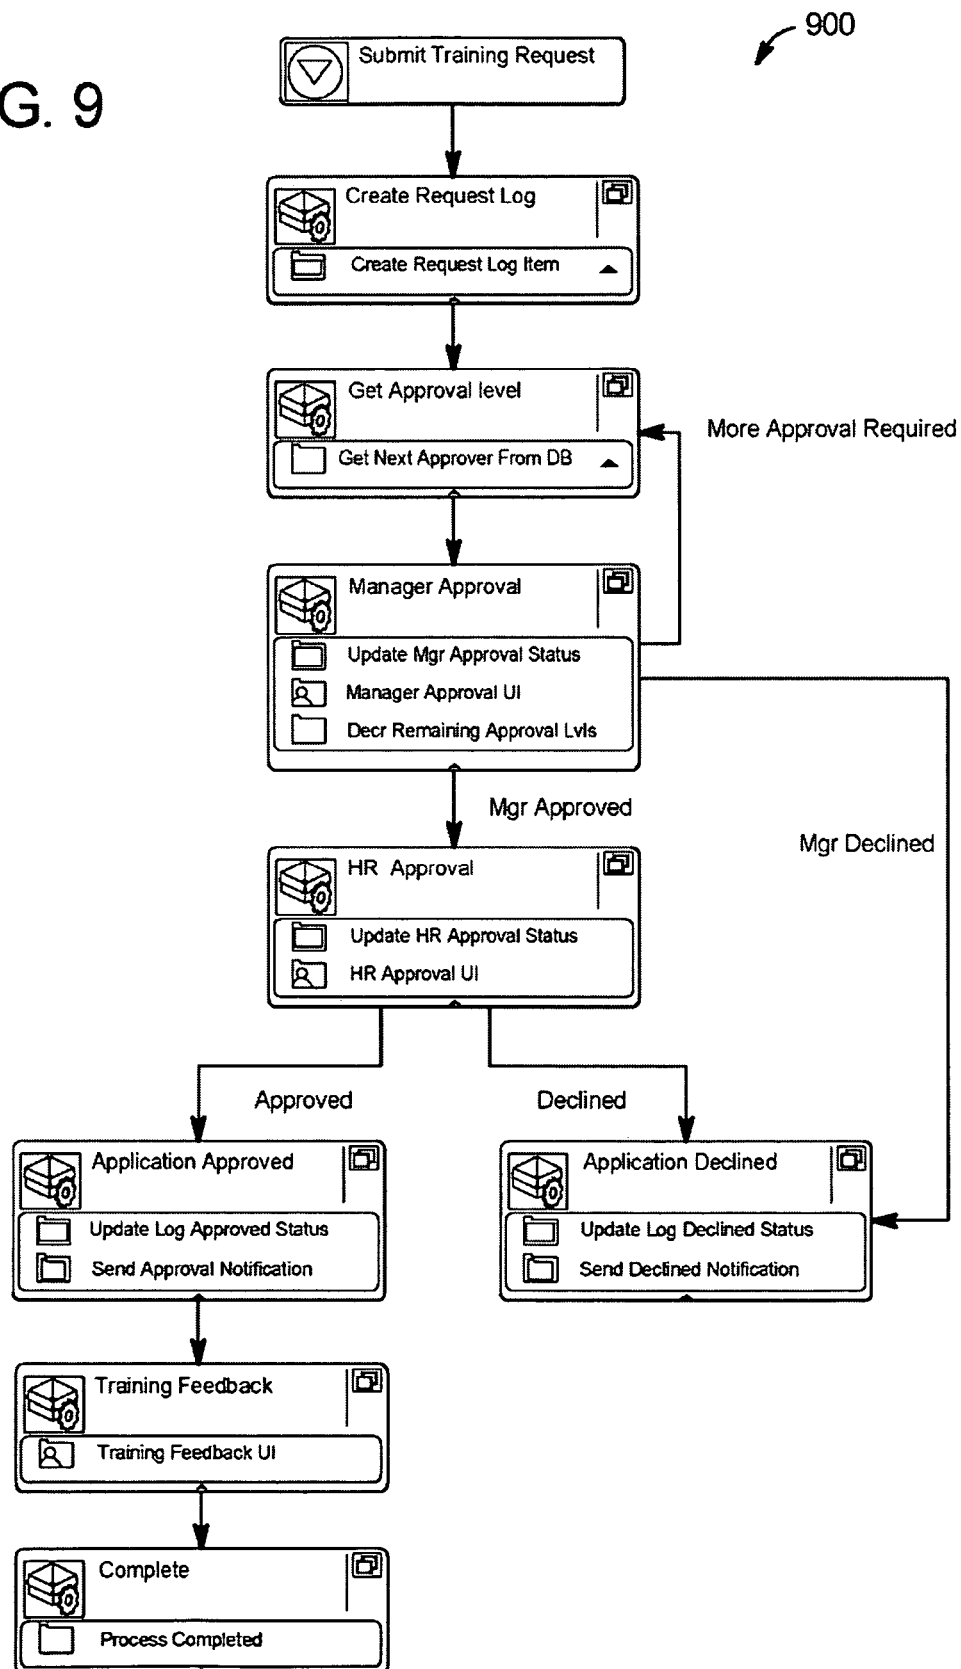 900
G. 9
Submit Training Request
Create Request Log
Create Request Log Item
Get Approval level
More Approval Required
Get Next Approver From DB
Manager Approval
Update Mgr Approval Status
Manager Approval UI
Decr Remaining Approval Lvls
Mgr Approved
Mgr Declined
HR Approval
Update HR Approval Status
HR Approval UI
Approved
Declined
Application Approved
Update Log Approved Status
Send Approval Notification
Application Declined
Update Log Declined Status
Send Declined Notification
Training Feedback
Training Feedback UI
Complete
Process Completed